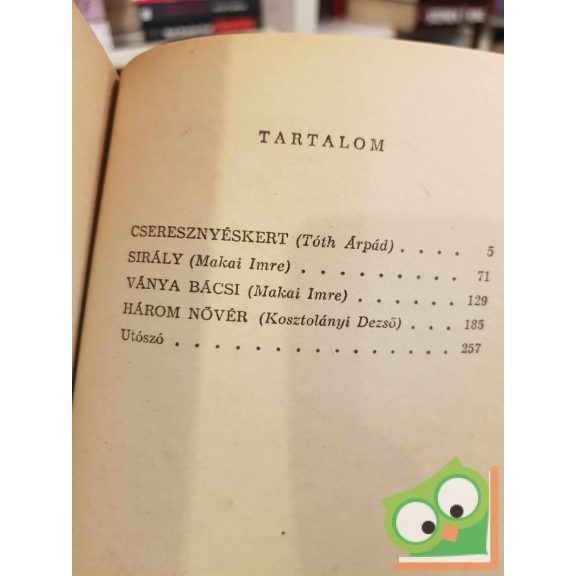 TARTALOM
CSERESZNYÉSKERT (Tóth Árpád) . . . . 5
SIRÁLY (Makai Imre) . . . . . . . . . 71
VÁNYA BÁCSI (Makai Imre) . . . . . . 129
HÁROM NŐVÉR (Kosztolányi Dezső) . . . 185
Utószó . . . . . . . . . . . . . . 257